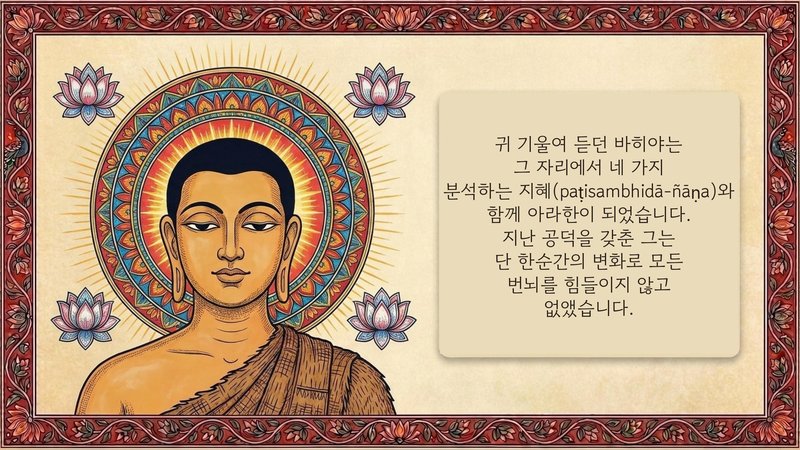 귀 기울여 듣던 바히야는
그 자리에서 네 가지
분석하는 지혜(paṭisambhidā-ñāṇa)와
함께 아라한이 되었습니다.
지난 공덕을 갖춘 그는
단 한순간의 변화로 모든
번뇌를 힘들이지 않고
없앴습니다.